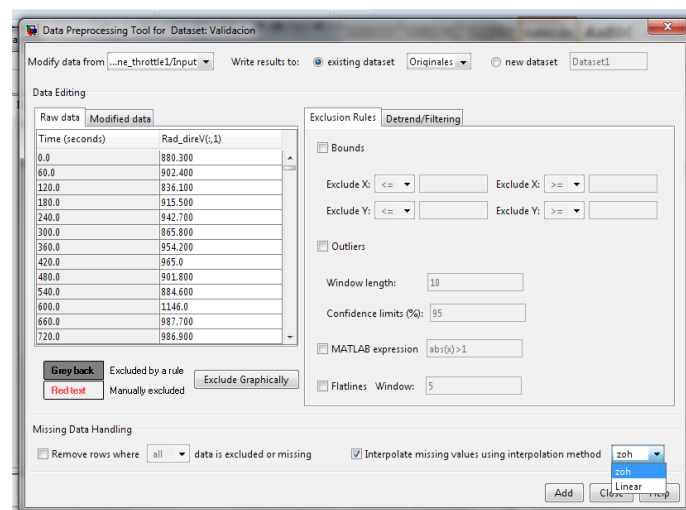 Data Preprocessing Tool for Dataset: Validacion
Modify data from ...ne_throttle1/Input Write results to: existing dataset Originales new dataset Dataset1
Data Editing
Raw data Modified data
Time (seconds) Rad_direV(:,1)
0.0 880.300
60.0 902.400
120.0 836.100
180.0 915.500
240.0 942.700
300.0 865.800
360.0 954.200
420.0 965.0
480.0 901.800
540.0 884.600
600.0 1146.0
660.0 987.700
720.0 986.900
Grey back Excluded by a rule
Red text Manually excluded
Exclude Graphically
Exclusion Rules Detrend/Filtering
Bounds
Exclude X: <= Exclude X: >=
Exclude Y: <= Exclude Y: >=
Outliers
Window length: 10
Confidence limits (%): 95
MATLAB expression abs(x)>1
Flatlines Window: 5
Missing Data Handling
Remove rows where all data is excluded or missing Interpolate missing values using interpolation method zoh
zoh
Linear
Add